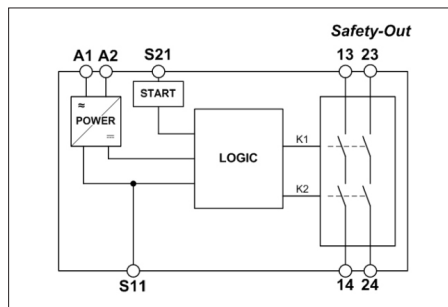 Safety-Out
A1 A2 S21 13 23
≂
POWER
⎓
START
LOGIC
K1
K2
S11 14 24